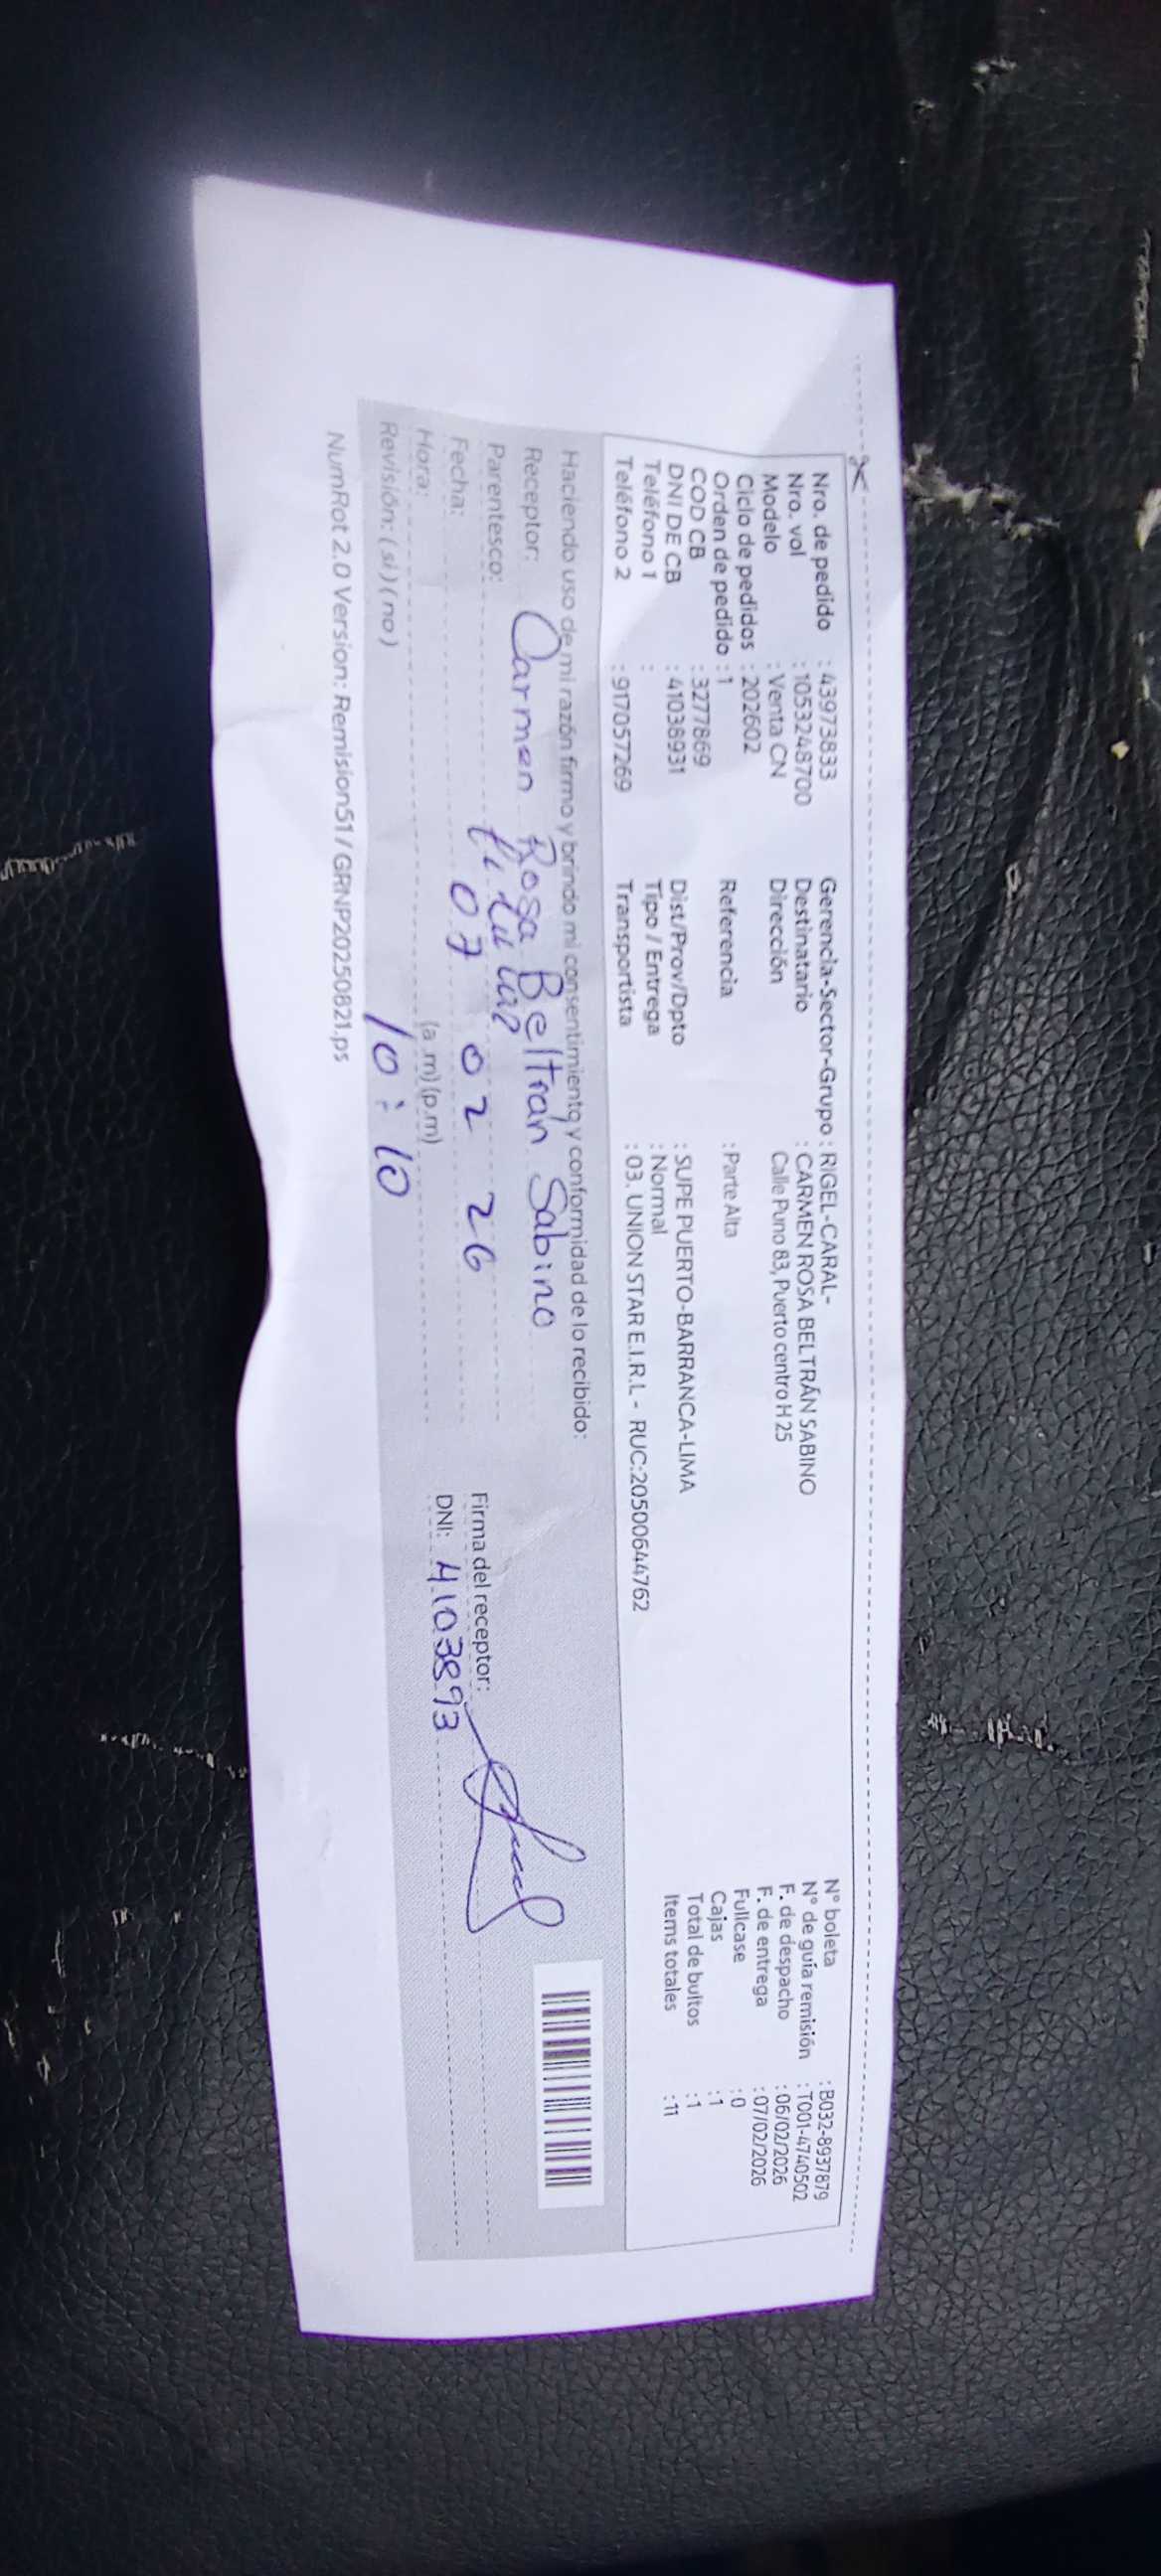 Nro. de pedido : 43973833
Nro. vol : 1053248700
Modelo : Venta CN
Ciclo de pedidos : 202602
Orden de pedido : 1
COD CB : 3277869
DNI DE CB : 41038931
Teléfono 1 :
Teléfono 2 : 917057269
Gerencia-Sector-Grupo : RIGEL-CARAL-
Destinatario : CARMEN ROSA BELTRÁN SABINO
Dirección : Calle Puno 83, Puerto centro H 25
Referencia : Parte Alta
Dist/Prov/Dpto : SUPE PUERTO-BARRANCA-LIMA
Tipo / Entrega : Normal
Transportista : 03. UNION STAR E.I.R.L - RUC:20500644762
N° boleta : B032-8937879
N° de guía remisión : T001-4740502
F. de despacho : 06/02/2026
F. de entrega : 07/02/2026
Fullcase : 0
Cajas : 1
Total de bultos : 1
Items totales : 11
Haciendo uso de mi razón firmo y brindo mi consentimiento y conformidad de lo recibido:
Receptor: Carmen Rosa Beltrán Sabino
Parentesco: titular
Fecha: 07 02 26
Hora: (a.m) (p.m) 10:10
Revisión: ( si ) ( no )
Firma del receptor:
DNI: 4103893
NumRot 2.0 Version: Remision51 / GRNP20250821.ps